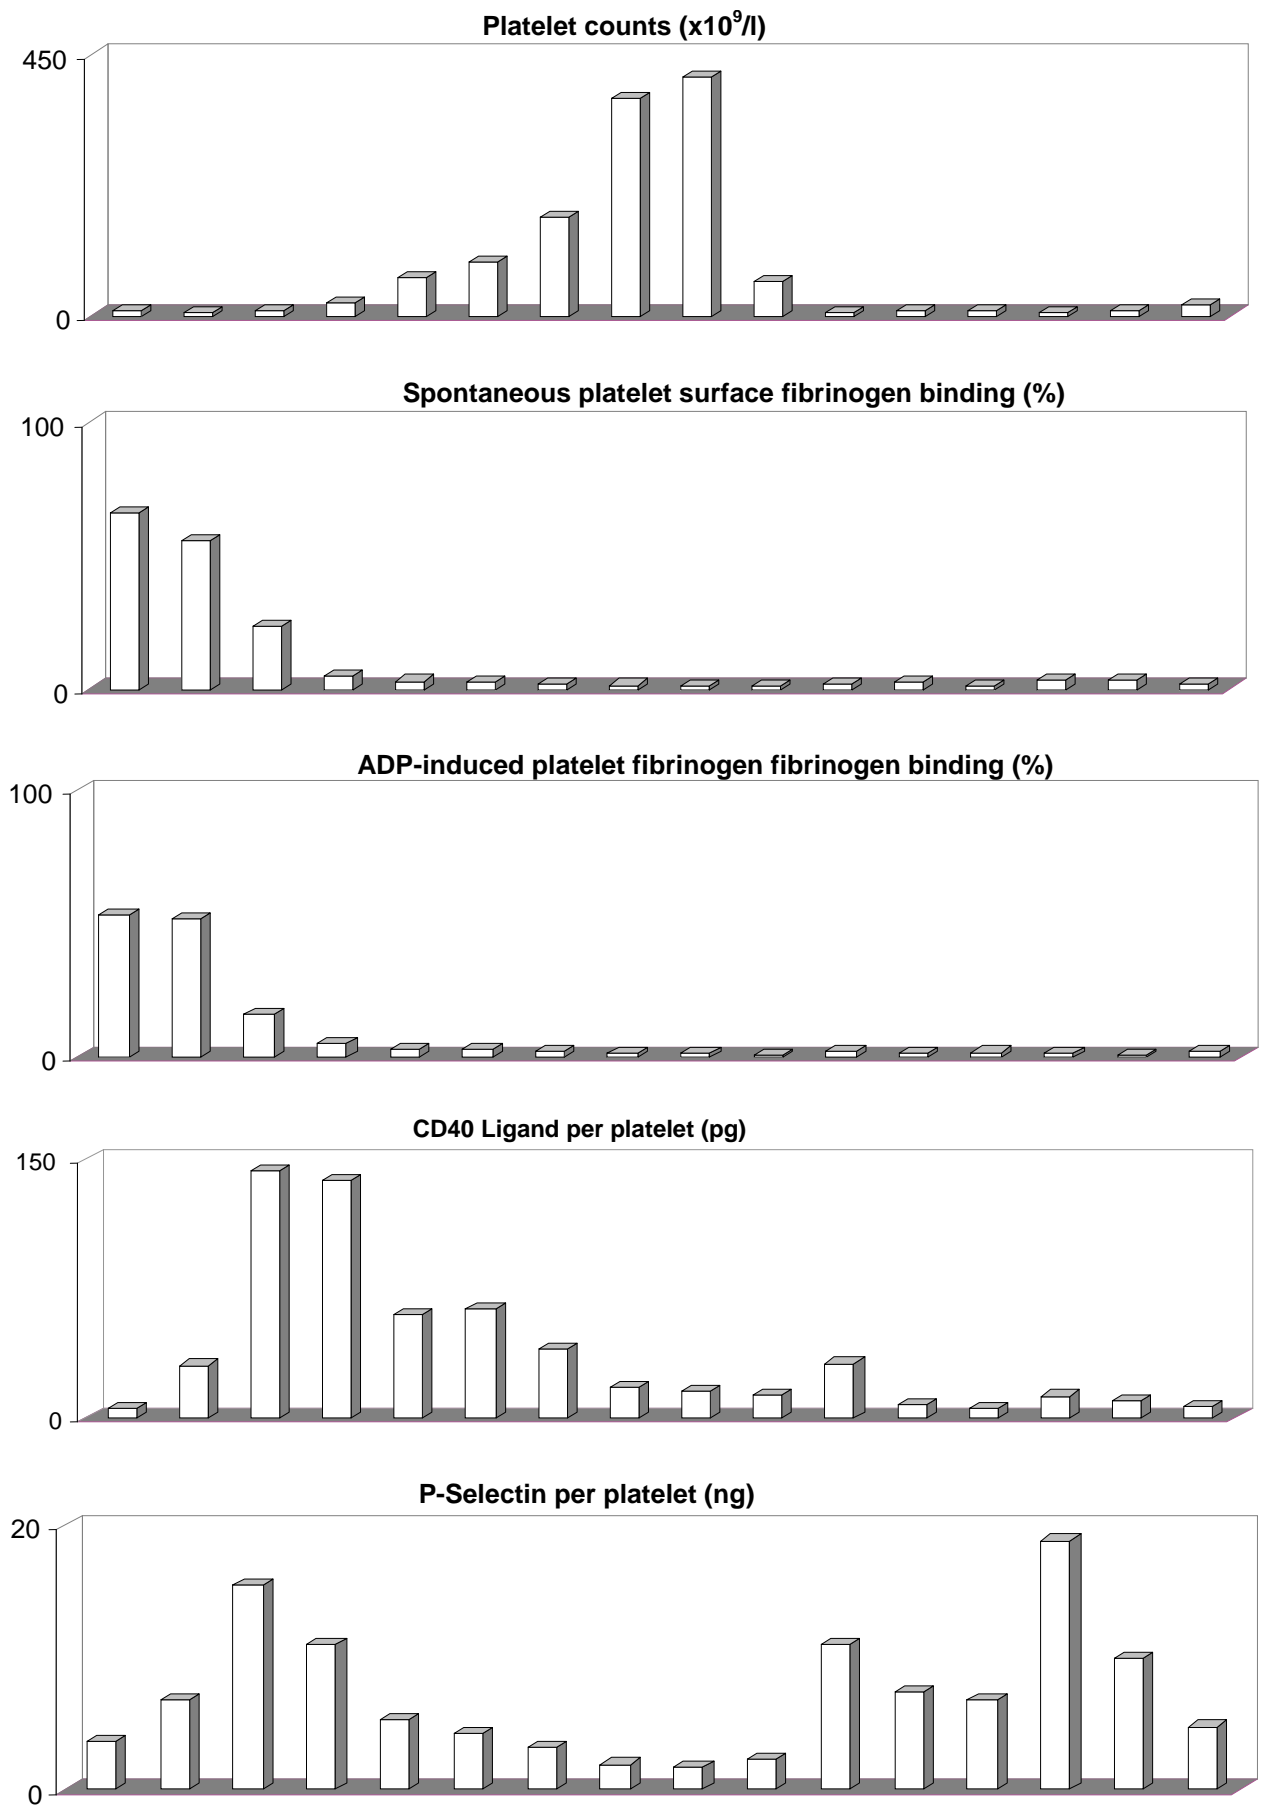 Platelet counts (x10⁹/l)
450
0
Spontaneous platelet surface fibrinogen binding (%)
100
0
ADP-induced platelet fibrinogen fibrinogen binding (%)
100
0
CD40 Ligand per platelet (pg)
150
0
P-Selectin per platelet (ng)
20
0